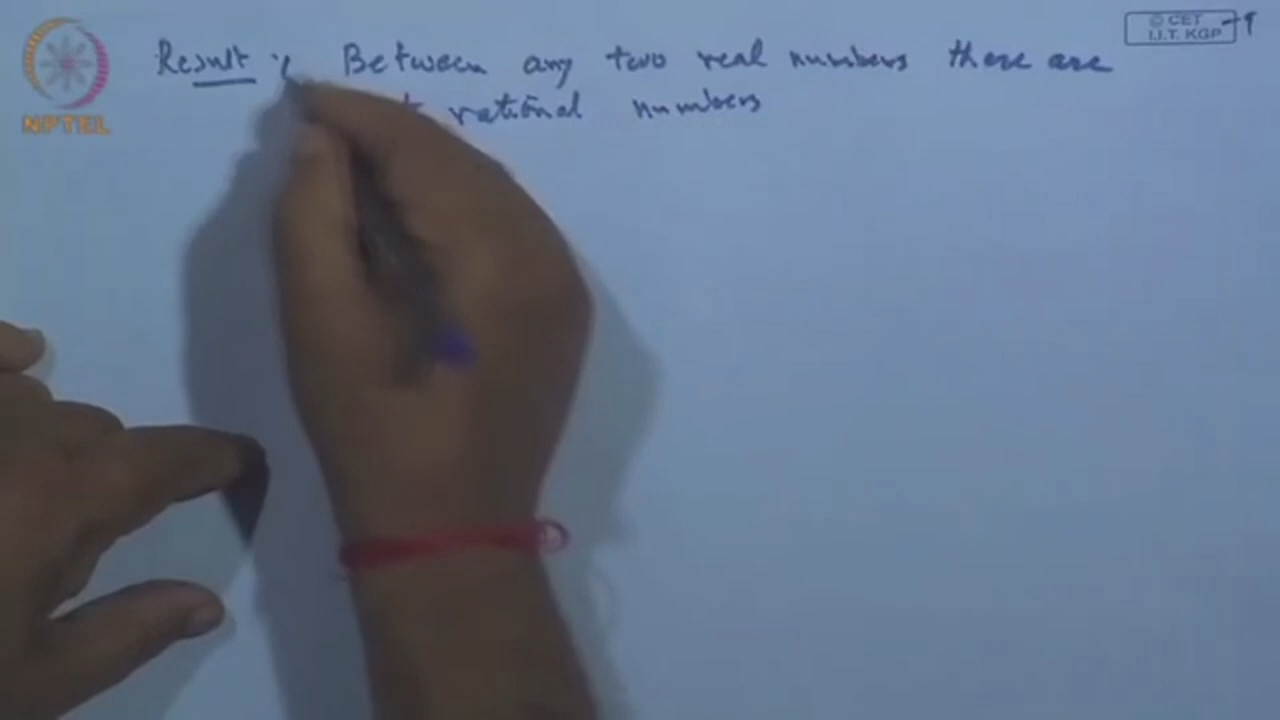 Result : Between any two real numbers there are
rational numbers
NPTEL
© CET
I.I.T. KGP